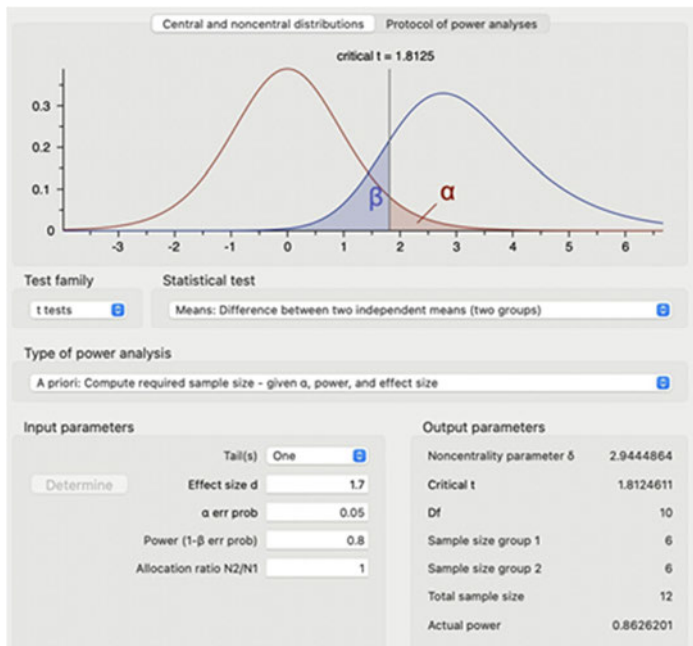 Central and noncentral distributions Protocol of power analyses
critical t = 1.8125
0.3
0.2
β α
0.1
0
-3 -2 -1 0 1 2 3 4 5 6
Test family Statistical test
t tests Means: Difference between two independent means (two groups)
Type of power analysis
A priori: Compute required sample size - given α, power, and effect size
Input parameters Output parameters
Tail(s) One Noncentrality parameter δ 2.9444864
Determine Effect size d 1.7 Critical t 1.8124611
α err prob 0.05 Df 10
Power (1-β err prob) 0.8 Sample size group 1 6
Allocation ratio N2/N1 1 Sample size group 2 6
Total sample size 12
Actual power 0.8626201